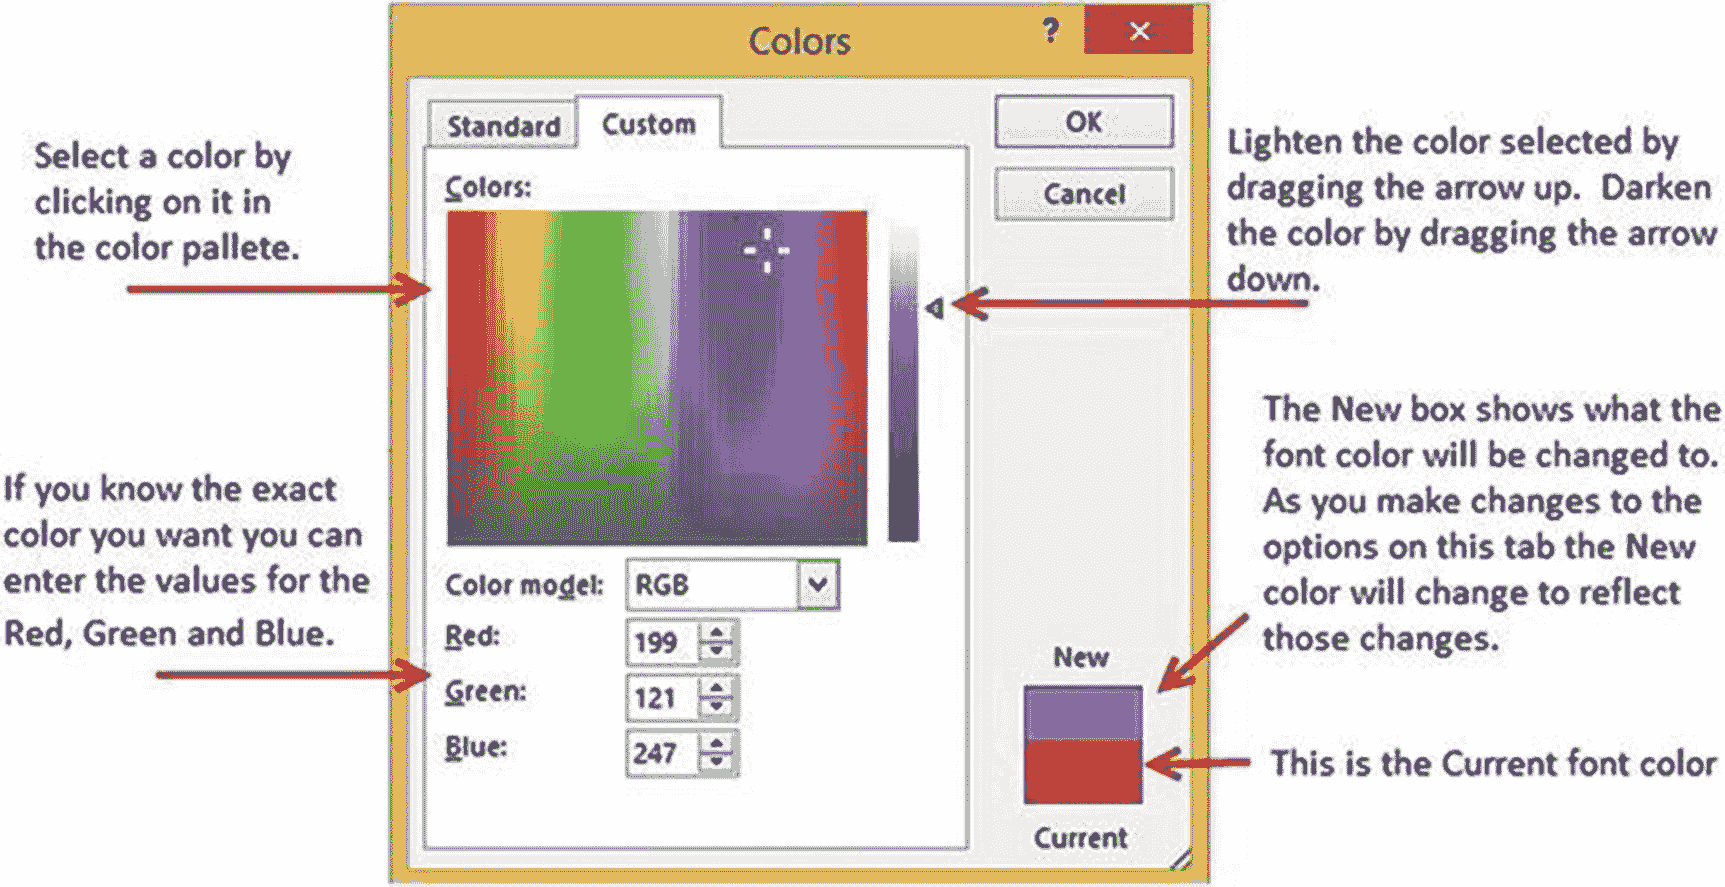 Colors
?
Standard
Custom
OK
Cancel
Select a color by
clicking on it in
the color pallete.
Colors:
Lighten the color selected by
dragging the arrow up. Darken
the color by dragging the arrow
down.
If you know the exact
color you want you can
enter the values for the
Red, Green and Blue.
Color model: RGB
Red: 199
Green: 121
Blue: 247
The New box shows what the
font color will be changed to.
As you make changes to the
options on this tab the New
color will change to reflect
those changes.
New
This is the Current font color
Current